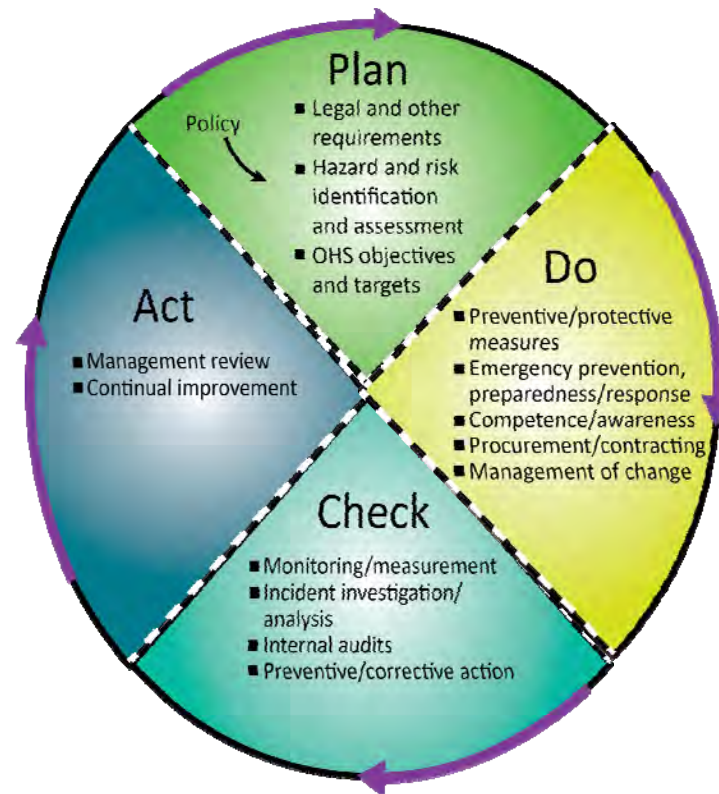 Plan
Policy
■ Legal and other
requirements
■ Hazard and risk
identification
and assessment
■ OHS objectives
and targets
Do
■ Preventive/protective
measures
■ Emergency prevention,
preparedness/response
■ Competence/awareness
■ Procurement/contracting
■ Management of change
Check
■ Monitoring/measurement
■ Incident investigation/
analysis
■ Internal audits
■ Preventive/corrective action
Act
■ Management review
■ Continual improvement